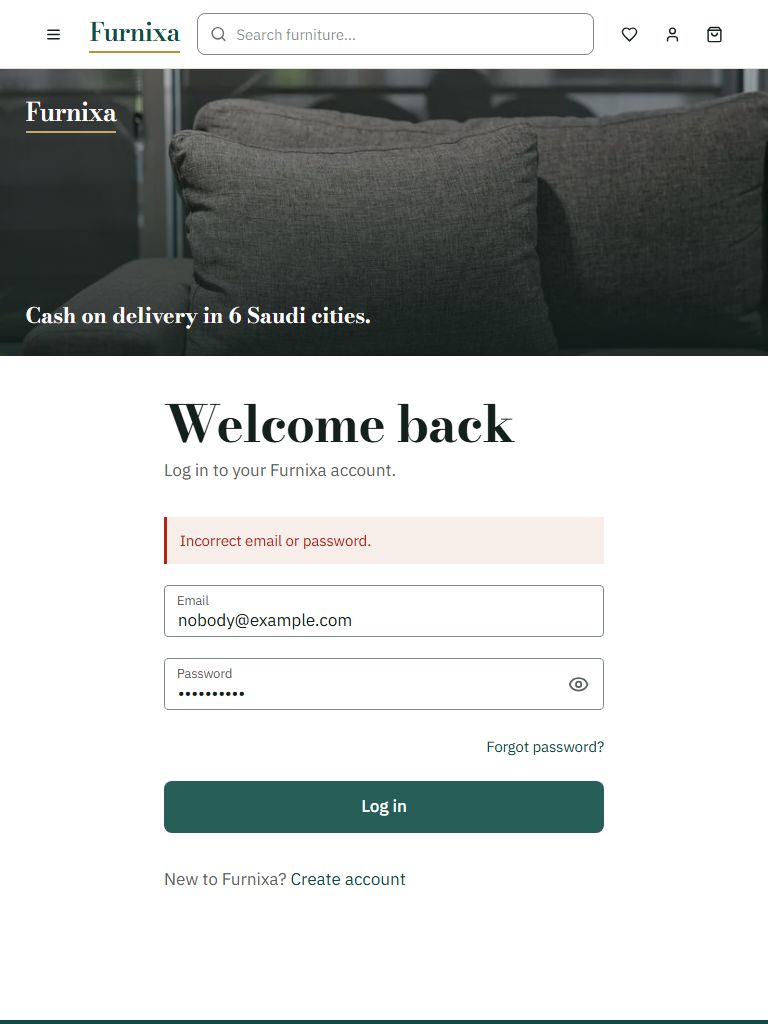 Furnixa
Search furniture...
Furnixa
Cash on delivery in 6 Saudi cities.
Welcome back
Log in to your Furnixa account.
Incorrect email or password.
Email
nobody@example.com
Password
••••••••••
Forgot password?
Log in
New to Furnixa? Create account